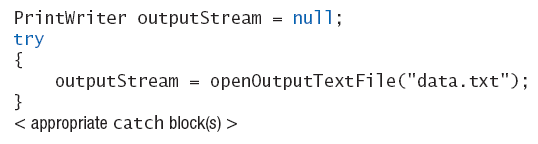 PrintWriter outputStream = null;
try
{
    outputStream = openOutputTextFile("data.txt");
}
< appropriate catch block(s) >